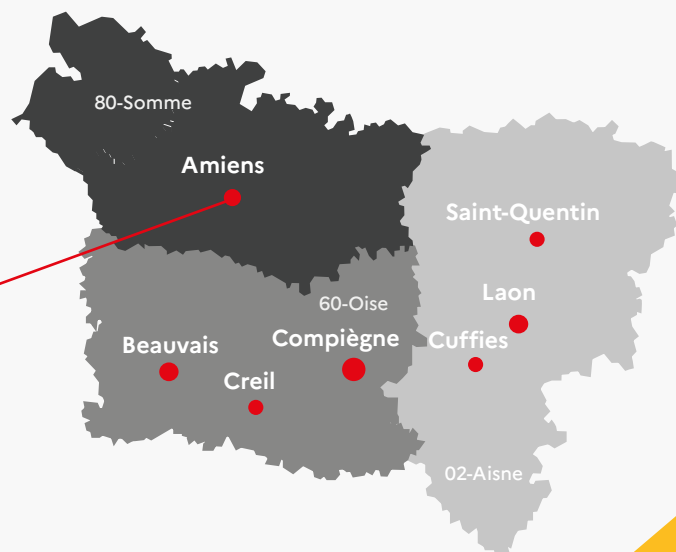 80-Somme
Amiens
Saint-Quentin
Laon
60-Oise
Compiègne
Cuffies
Beauvais
Creil
02-Aisne